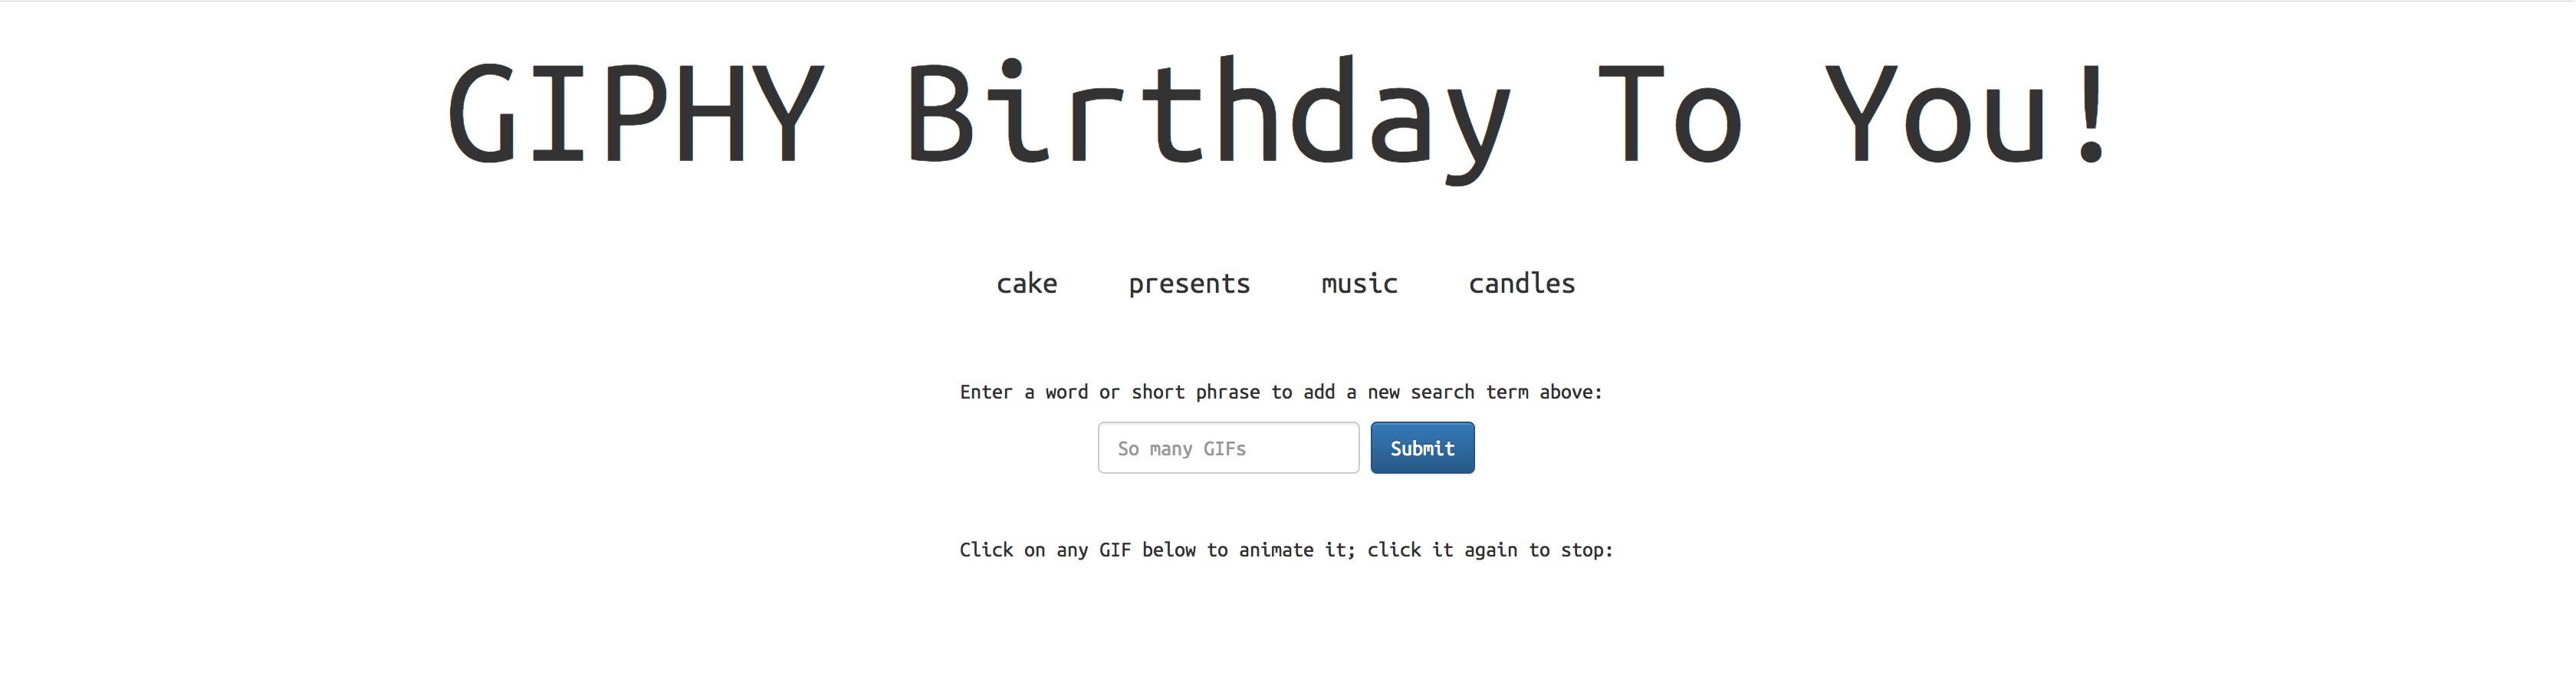 GIPHY Birthday To You!
cake presents music candles
Enter a word or short phrase to add a new search term above:
So many GIFs Submit
Click on any GIF below to animate it; click it again to stop: